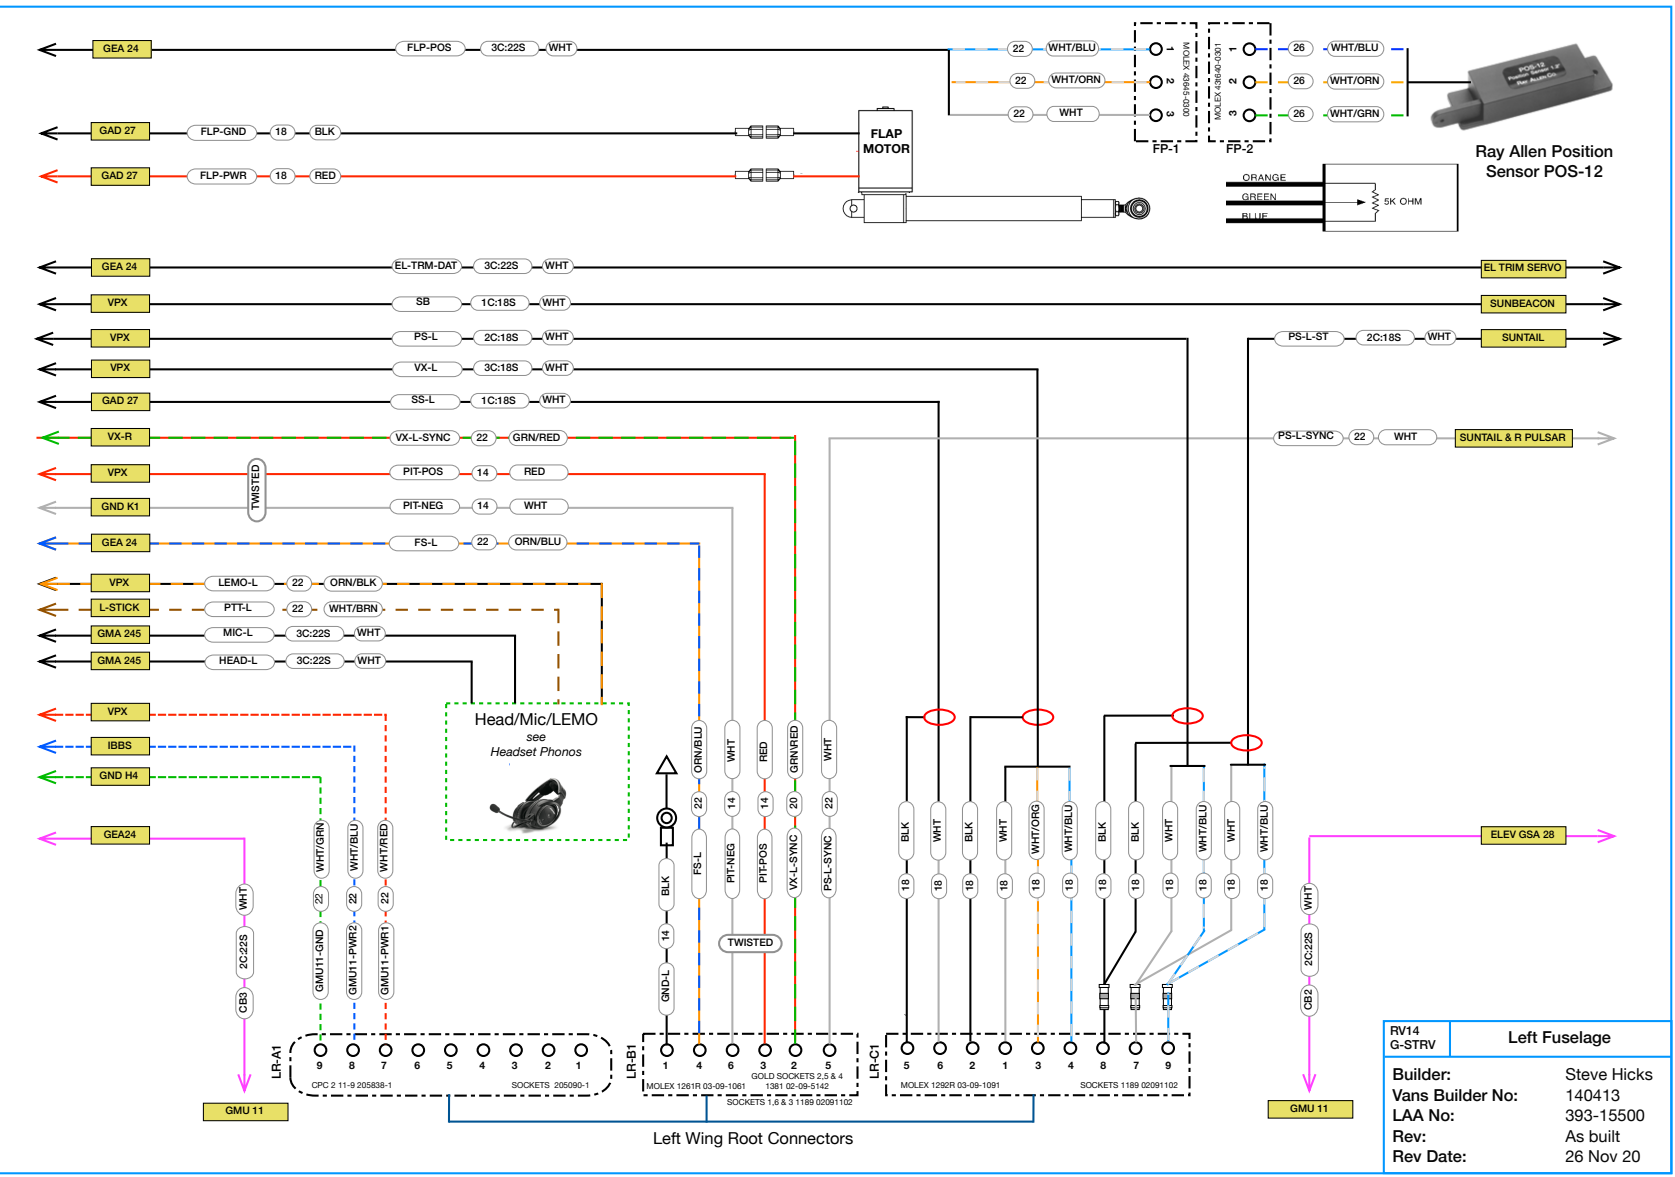 GEA 24 FLP-POS 3C:22S WHT
22 WHT/BLU 1
22 WHT/ORN 2
22 WHT 3
MOLEX 43645-0300
FP-1
MOLEX 431640-0301
1 26 WHT/BLU
2 26 WHT/ORN
3 26 WHT/GRN
FP-2
POS-12
Position Sensor 1.2"
Ray Allen Co.
Ray Allen Position
Sensor POS-12
GAD 27 FLP-GND 18 BLK
GAD 27 FLP-PWR 18 RED
FLAP
MOTOR
ORANGE
GREEN
BLUE
5K OHM
GEA 24 EL-TRM-DAT 3C:22S WHT EL TRIM SERVO
VPX SB 1C:18S WHT SUNBEACON
VPX PS-L 2C:18S WHT PS-L-ST 2C:18S WHT SUNTAIL
VPX VX-L 3C:18S WHT
GAD 27 SS-L 1C:18S WHT
VX-R VX-L-SYNC 22 GRN/RED PS-L-SYNC 22 WHT SUNTAIL & R PULSAR
VPX PIT-POS 14 RED
TWISTED
GND K1 PIT-NEG 14 WHT
GEA 24 FS-L 22 ORN/BLU
VPX LEMO-L 22 ORN/BLK
L-STICK PTT-L 22 WHT/BRN
GMA 245 MIC-L 3C:22S WHT
GMA 245 HEAD-L 3C:22S WHT
VPX
IBBS
GND H4
GEA24
Head/Mic/LEMO
see
Headset Phonos
WHT 2C:22S CB3
GMU 11
WHT/GRN 22 GMU11-GND
WHT/BLU 22 GMU11-PWR2
WHT/RED 22 GMU11-PWR1
BLK 14 GND-L
ORN/BLU 22 FS-L
WHT 14 PIT-NEG
RED 14 PIT-POS
GRN\RED 20 VX-L-SYNC
WHT 22 PS-L-SYNC
TWISTED
BLK 18
WHT 18
BLK 18
WHT 18
WHT/ORG 18
WHT/BLU 18
BLK 18
BLK 18
WHT 18
WHT/BLU 18
WHT 18
WHT/BLU 18
ELEV GSA 28
WHT 2C:22S CB2
GMU 11
LR-A1
9 8 7 6 5 4 3 2 1
CPC 2 11-9 205838-1 SOCKETS 205090-1
LR-B1
1 4 6 3 2 5
GOLD SOCKETS 2,5 & 4
MOLEX 1261R 03-09-1061 1381 02-09-5142
SOCKETS 1,6 & 3 1189 02091102
LR-C1
5 6 2 1 3 4 8 7 9
MOLEX 1292R 03-09-1091 SOCKETS 1189 02091102
Left Wing Root Connectors
RV14
G-STRV
Left Fuselage
Builder: Steve Hicks
Vans Builder No: 140413
LAA No: 393-15500
Rev: As built
Rev Date: 26 Nov 20